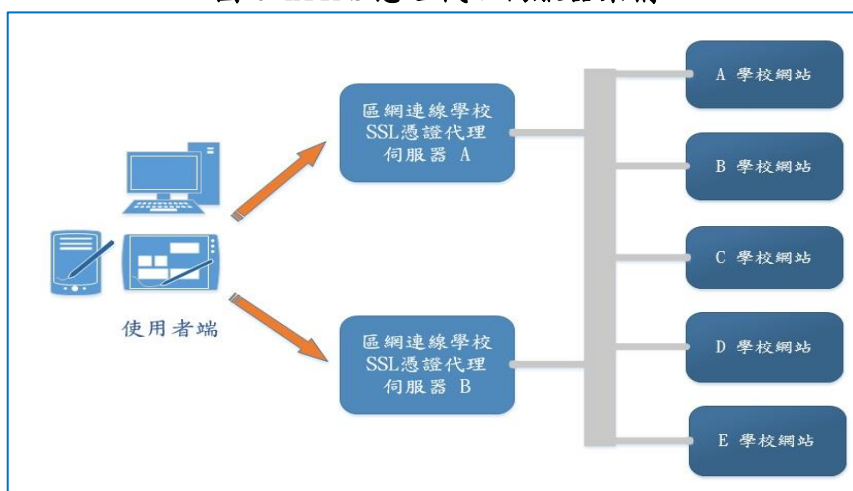 使用者端
區網連線學校
SSL憑證代理
伺服器 A
區網連線學校
SSL憑證代理
伺服器 B
A 學校網站
B 學校網站
C 學校網站
D 學校網站
E 學校網站